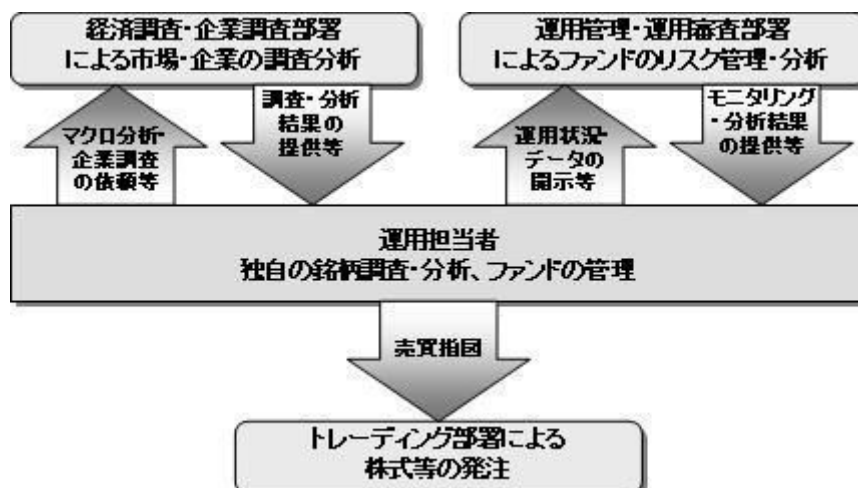 経済調査・企業調査部署
による市場・企業の調査分析
運用管理・運用審査部署
によるファンドのリスク管理・分析
マクロ分析・
企業調査
の依頼等
調査・分析
結果の
提供等
運用状況・
データの
開示等
モニタリング
・分析結果
の提供等
運用担当者
独自の銘柄調査・分析、ファンドの管理
売買指図
トレーディング部署による
株式等の発注